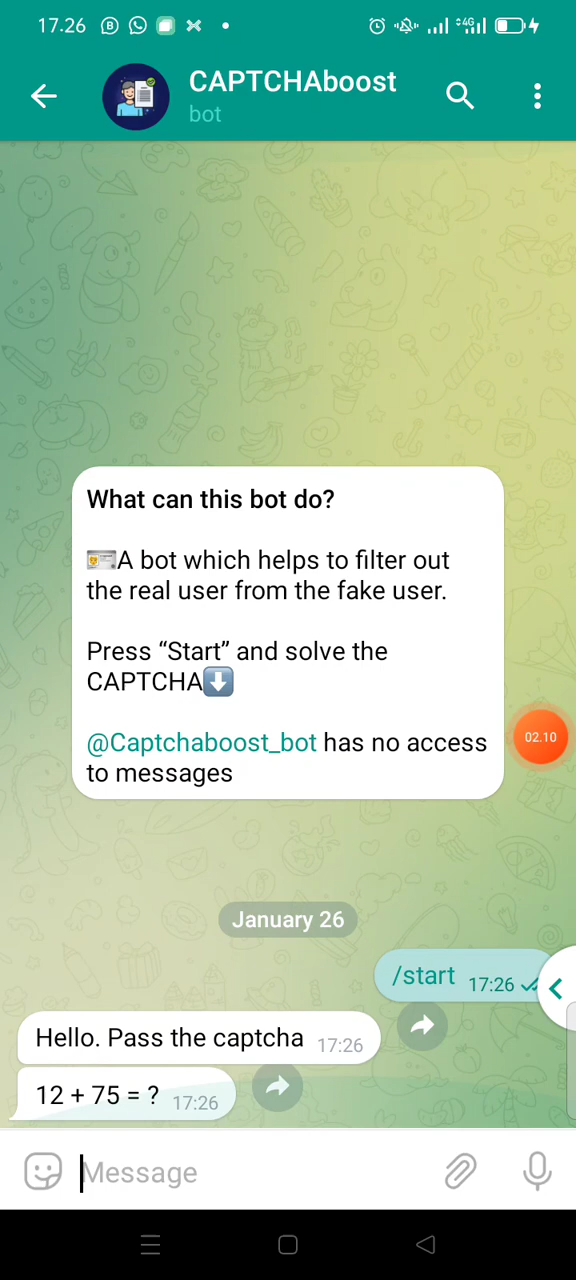 17.26
4G
CAPTCHAboost
bot
What can this bot do?
A bot which helps to filter out
the real user from the fake user.
Press “Start” and solve the
CAPTCHA
@Captchaboost_bot has no access
to messages
02.10
January 26
/start 17:26
Hello. Pass the captcha 17:26
12 + 75 = ? 17:26
Message